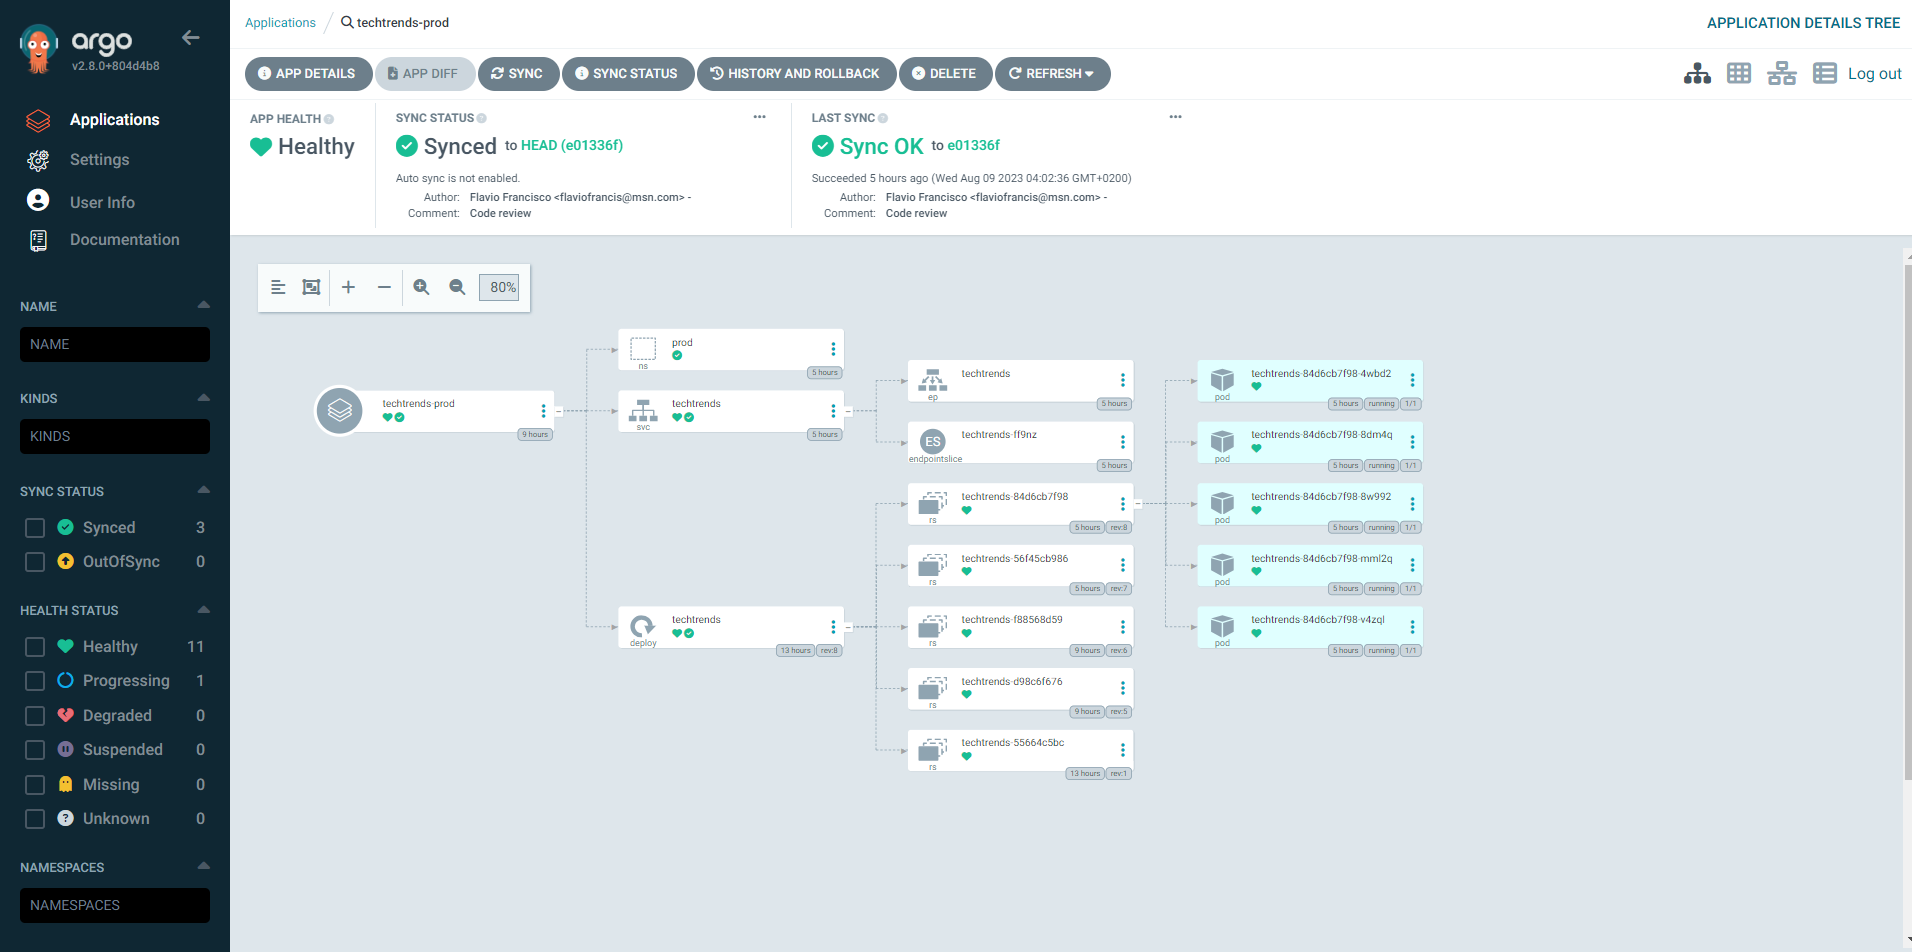 argo
v2.8.0+804d4b8
Applications
Settings
User Info
Documentation
NAME
NAME
KINDS
KINDS
SYNC STATUS
Synced 3
OutOfSync 0
HEALTH STATUS
Healthy 11
Progressing 1
Degraded 0
Suspended 0
Missing 0
? Unknown 0
NAMESPACES
NAMESPACES
Applications / techtrends-prod
APPLICATION DETAILS TREE
APP DETAILS
APP DIFF
SYNC
SYNC STATUS
HISTORY AND ROLLBACK
DELETE
REFRESH
Log out
APP HEALTH ?
Healthy
SYNC STATUS ?
Synced to HEAD (e01336f)
Auto sync is not enabled.
Author: Flavio Francisco <flaviofrancis@msn.com> -
Comment: Code review
LAST SYNC ?
Sync OK to e01336f
Succeeded 5 hours ago (Wed Aug 09 2023 04:02:36 GMT+0200)
Author: Flavio Francisco <flaviofrancis@msn.com> -
Comment: Code review
80%
techtrends-prod
9 hours
prod
ns
5 hours
techtrends
svc
5 hours
techtrends
deploy
13 hours rev:8
techtrends
ep
5 hours
ES
techtrends-ff9nz
endpointslice
5 hours
techtrends-84d6cb7f98
rs
5 hours rev:8
techtrends-56f45cb986
rs
5 hours rev:7
techtrends-f88568d59
rs
9 hours rev:6
techtrends-d98c6f676
rs
9 hours rev:5
techtrends-55664c5bc
rs
13 hours rev:1
techtrends-84d6cb7f98-4wbd2
pod
5 hours running 1/1
techtrends-84d6cb7f98-8dm4q
pod
5 hours running 1/1
techtrends-84d6cb7f98-8w992
pod
5 hours running 1/1
techtrends-84d6cb7f98-mml2q
pod
5 hours running 1/1
techtrends-84d6cb7f98-v4zql
pod
5 hours running 1/1